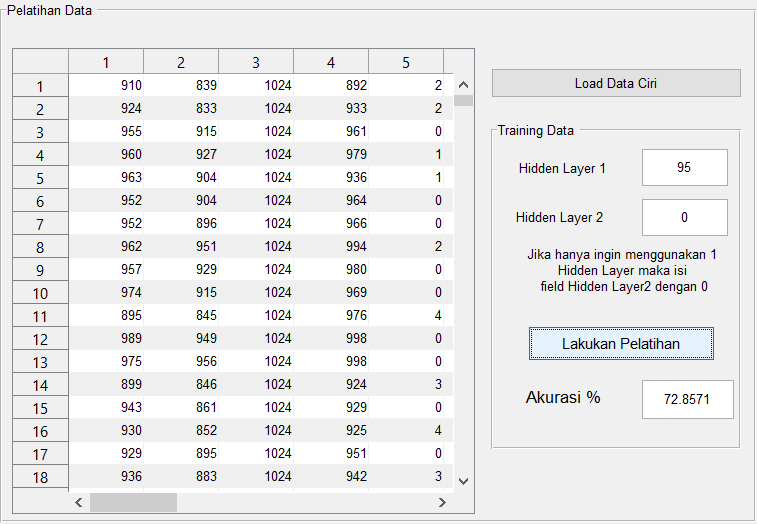 Pelatihan Data
1 2 3 4 5
1 910 839 1024 892 2
2 924 833 1024 933 2
3 955 915 1024 961 0
4 960 927 1024 979 1
5 963 904 1024 936 1
6 952 904 1024 964 0
7 952 896 1024 966 0
8 962 951 1024 994 2
9 957 929 1024 980 0
10 974 915 1024 969 0
11 895 845 1024 976 4
12 989 949 1024 998 0
13 975 956 1024 998 0
14 899 846 1024 924 3
15 943 861 1024 929 0
16 930 852 1024 925 4
17 929 895 1024 951 0
18 936 883 1024 942 3
Load Data Ciri
Training Data
Hidden Layer 1 95
Hidden Layer 2 0
Jika hanya ingin menggunakan 1
Hidden Layer maka isi
field Hidden Layer2 dengan 0
Lakukan Pelatihan
Akurasi % 72.8571